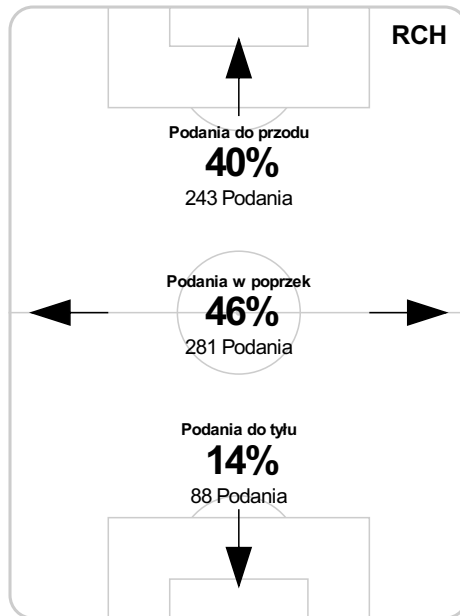 RCH
Podania do przodu
40%
243 Podania
Podania w poprzek
46%
281 Podania
Podania do tyłu
14%
88 Podania